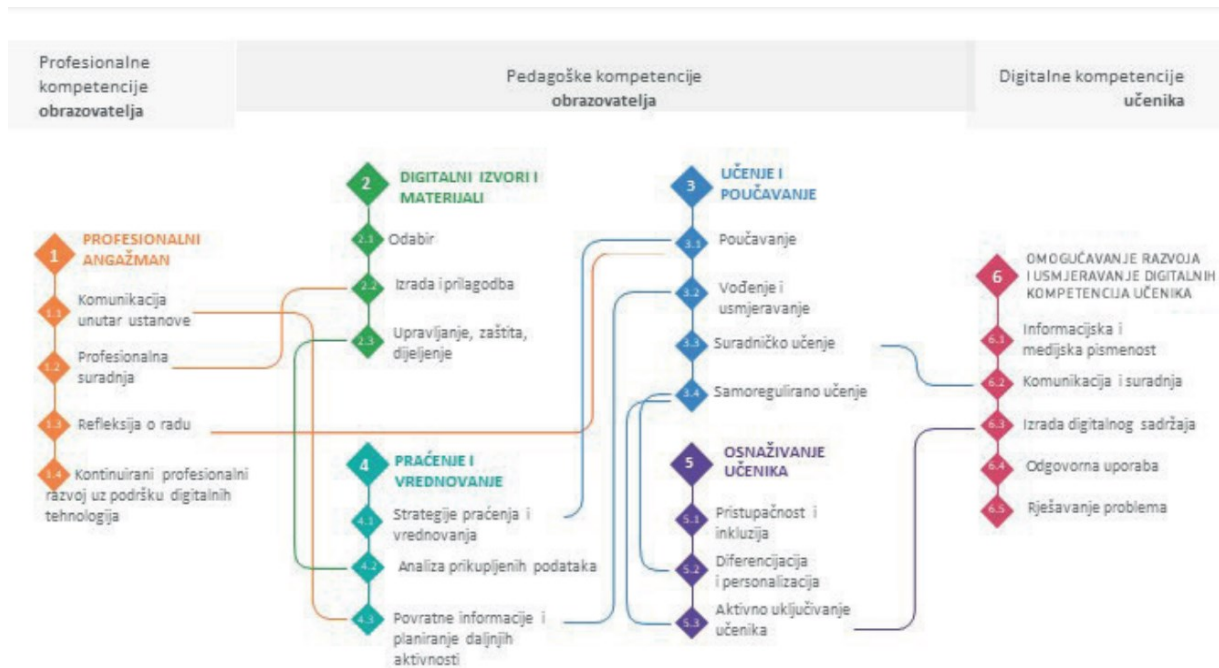 Profesionalne
kompetencije
obrazovatelja
Pedagoške kompetencije
obrazovatelja
Digitalne kompetencije
učenika
1
PROFESIONALNI
ANGAŽMAN
1.1
Komunikacija
unutar ustanove
1.2
Profesionalna
suradnja
1.3
Refleksija o radu
1.4
Kontinuirani profesionalni
razvoj uz podršku digitalnih
tehnologija
2
DIGITALNI IZVORI I
MATERIJALI
2.1
Odabir
2.2
Izrada i prilagodba
2.3
Upravljanje, zaštita,
dijeljenje
4
PRAĆENJE I
VREDNOVANJE
4.1
Strategije praćenja i
vrednovanja
4.2
Analiza prikupljenih podataka
4.3
Povratne informacije i
planiranje daljnjih
aktivnosti
3
UČENJE I
POUČAVANJE
3.1
Poučavanje
3.2
Vođenje i
usmjeravanje
3.3
Suradničko učenje
3.4
Samoregulirano učenje
5
OSNAŽIVANJE
UČENIKA
5.1
Pristupačnost i
inkluzija
5.2
Diferencijacija
i personalizacija
5.3
Aktivno uključivanje
učenika
6
OMOGUČAVANJE RAZVOJA
I USMJERAVANJE DIGITALNIH
KOMPETENCIJA UČENIKA
6.1
Informacijska i
medijska pismenost
6.2
Komunikacija i suradnja
6.3
Izrada digitalnog sadržaja
6.4
Odgovorna uporaba
6.5
Rješavanje problema